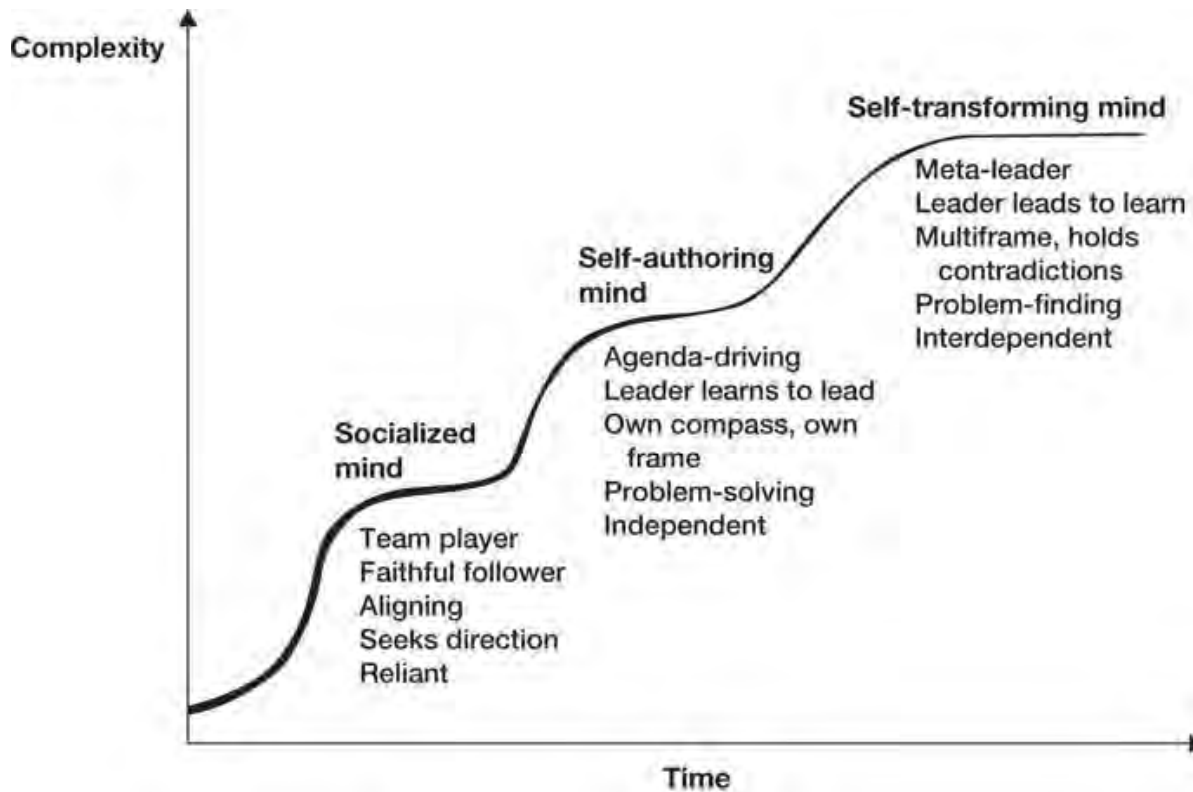 Complexity
Self-transforming mind
Meta-leader
Leader leads to learn
Multiframe, holds
contradictions
Problem-finding
Interdependent
Self-authoring
mind
Agenda-driving
Leader learns to lead
Own compass, own
frame
Problem-solving
Independent
Socialized
mind
Team player
Faithful follower
Aligning
Seeks direction
Reliant
Time